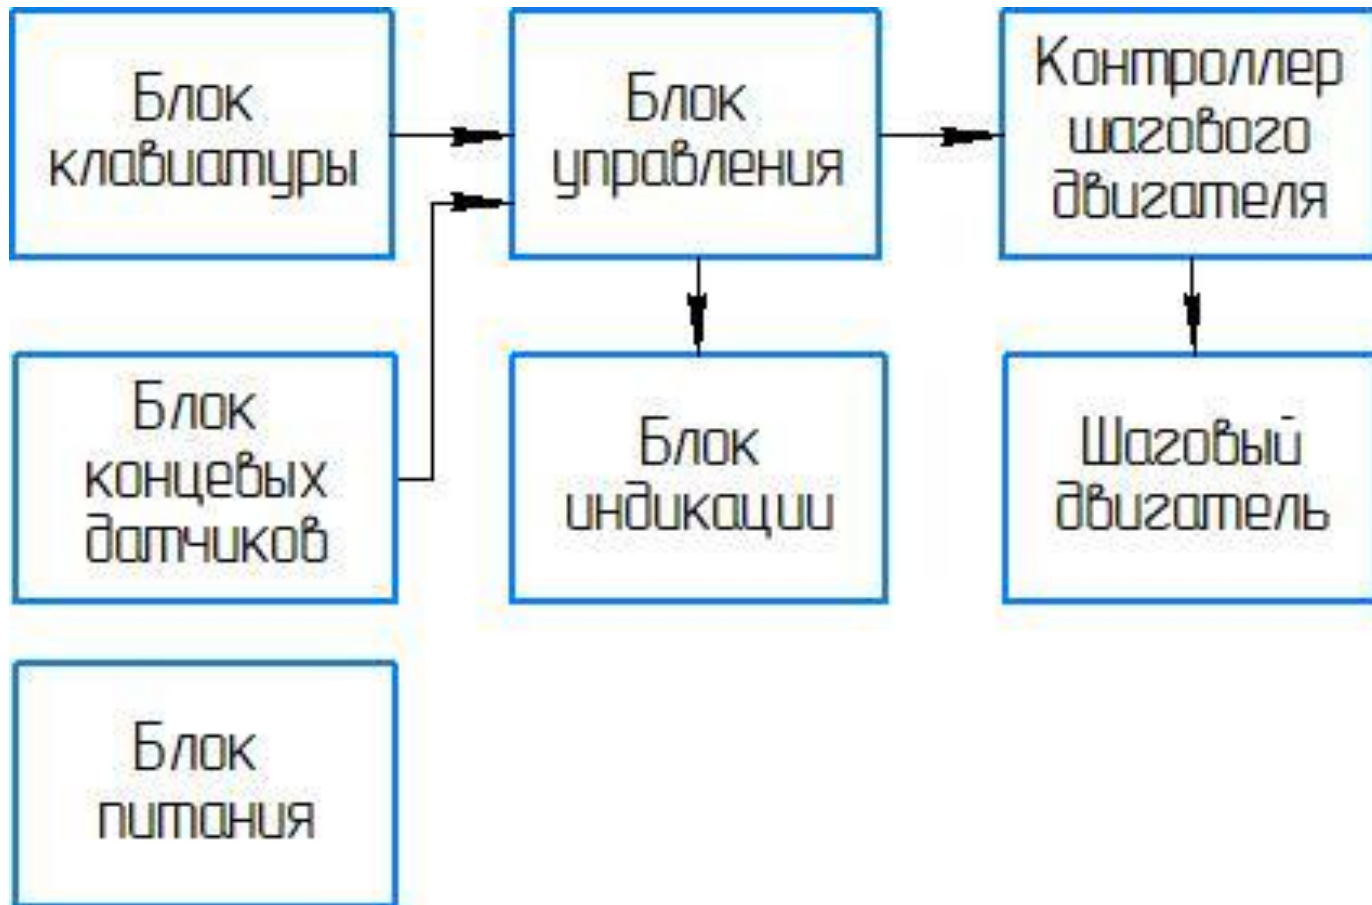 Блок
клавиатуры
Блок
управления
Контроллер
шагового
двигателя
Блок
концевых
датчиков
Блок
индикации
Шаговый
двигатель
Блок
питания